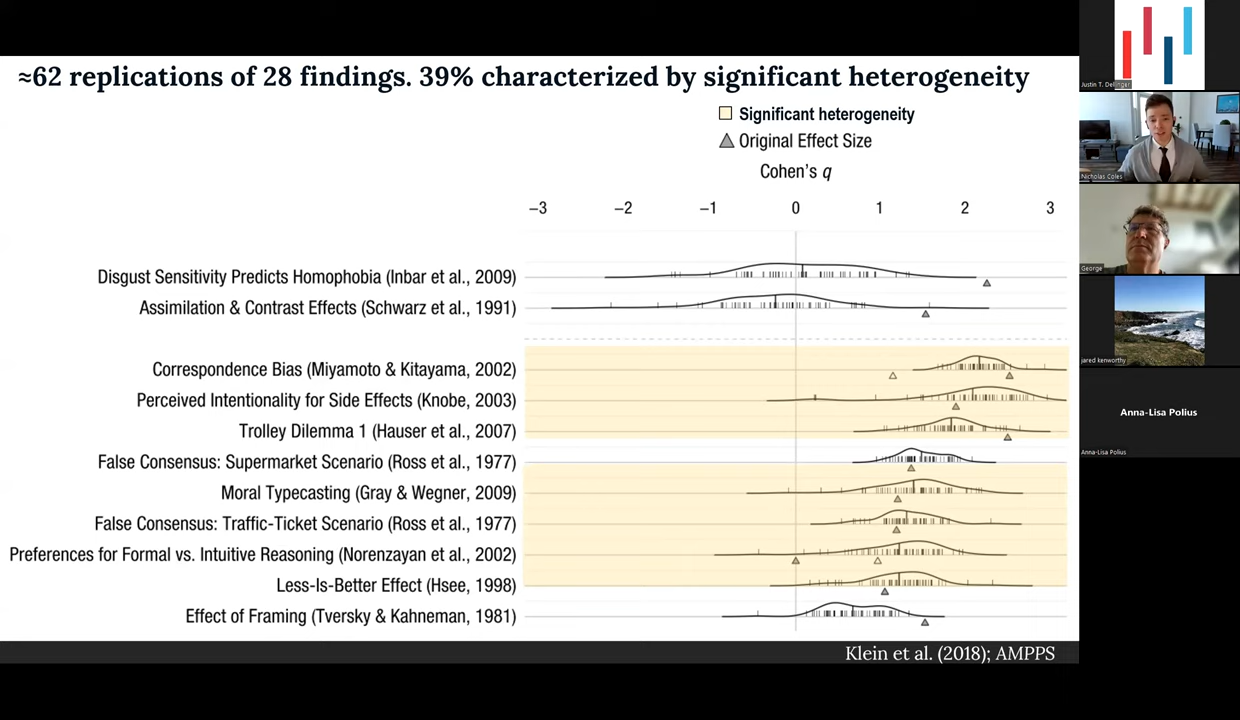 ≈62 replications of 28 findings. 39% characterized by significant heterogeneity
Significant heterogeneity
Original Effect Size
Cohen's q
−3 −2 −1 0 1 2 3
Disgust Sensitivity Predicts Homophobia (Inbar et al., 2009)
Assimilation & Contrast Effects (Schwarz et al., 1991)
Correspondence Bias (Miyamoto & Kitayama, 2002)
Perceived Intentionality for Side Effects (Knobe, 2003)
Trolley Dilemma 1 (Hauser et al., 2007)
False Consensus: Supermarket Scenario (Ross et al., 1977)
Moral Typecasting (Gray & Wegner, 2009)
False Consensus: Traffic-Ticket Scenario (Ross et al., 1977)
Preferences for Formal vs. Intuitive Reasoning (Norenzayan et al., 2002)
Less-Is-Better Effect (Hsee, 1998)
Effect of Framing (Tversky & Kahneman, 1981)
Klein et al. (2018); AMPPS
Justin T. Dellinger
Nicholas Coles
George
jared kenworthy
Anna-Lisa Polius
Anna-Lisa Polius